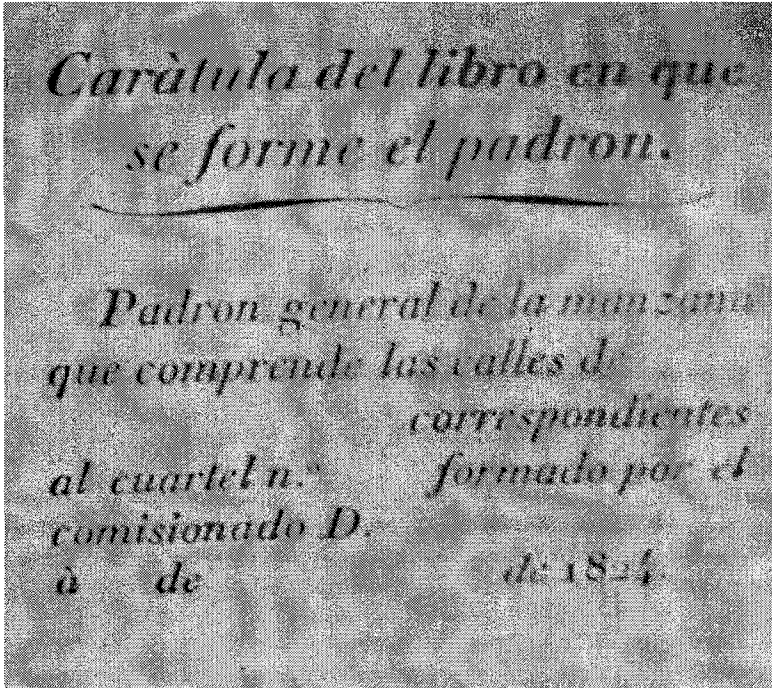 Caràtula del libro en que
se forme el padron.
Padron general de la manzana
que comprende las calles de
correspondientes
al cuartel n.º formado por el
comisionado D.
à de de 1824.